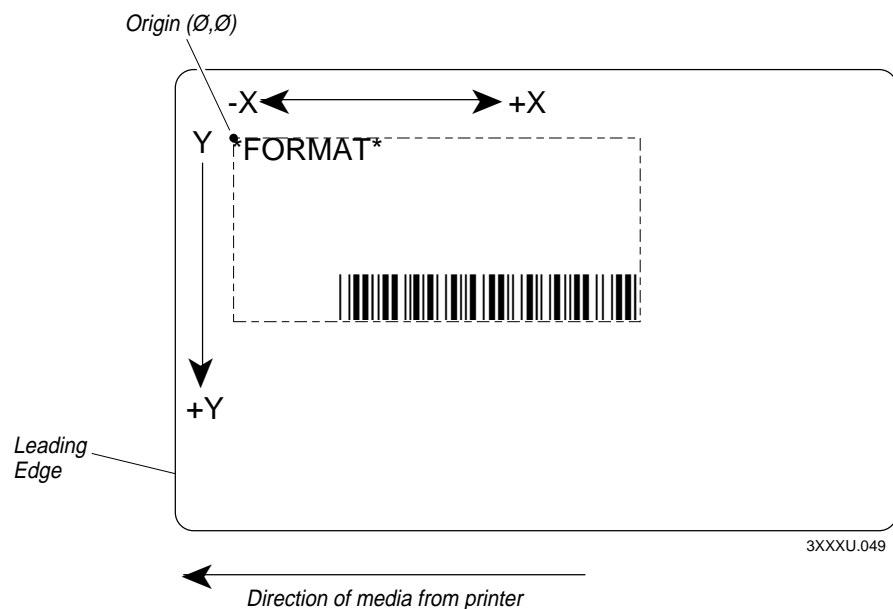 Origin (Ø,Ø)
-X +X
Y
*FORMAT*
+Y
Leading
Edge
3XXXU.049
Direction of media from printer